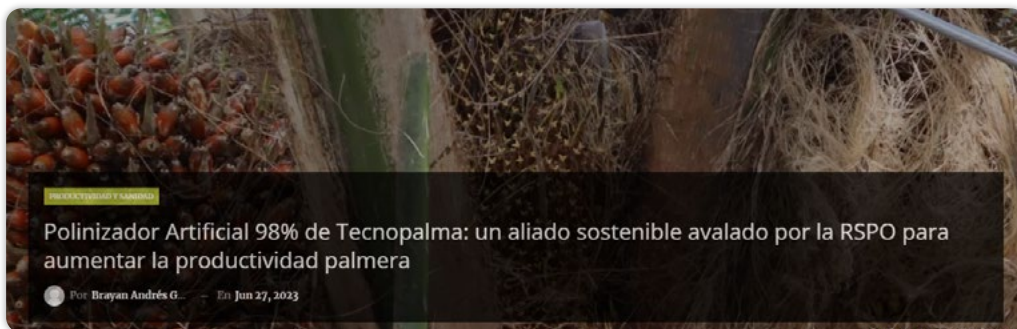 PRODUCTIVIDAD Y SANIDAD
Polinizador Artificial 98% de Tecnopalma: un aliado sostenible avalado por la RSPO para
aumentar la productividad palmera
Por Brayan Andrés G... — En Jun 27, 2023